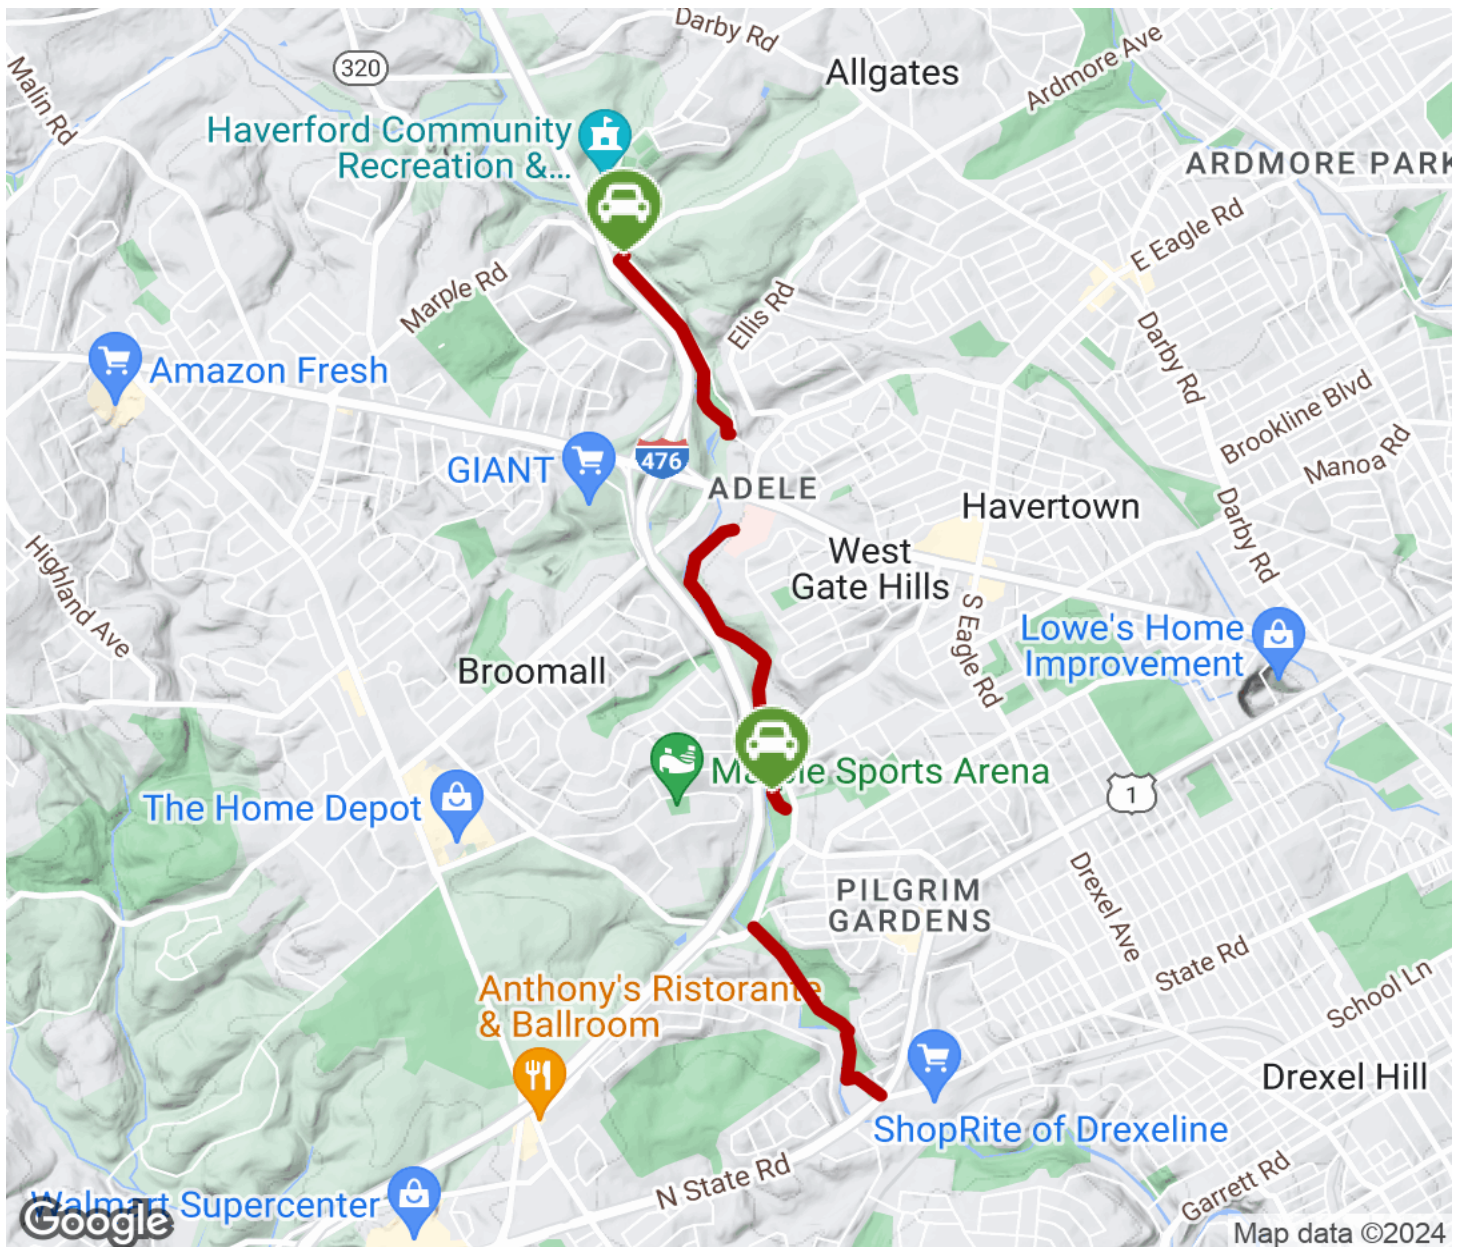 Darby Rd
320
Allgates
Ardmore Ave
Malin Rd
Haverford Community
Recreation &...
ARDMORE PARK
E Eagle Rd
Marple Rd
Ellis Rd
Darby Rd
Amazon Fresh
Brookline Blvd
Manoa Rd
GIANT
476
ADELE
Havertown
Darby Rd
West
Gate Hills
Highland Ave
S Eagle Rd
Lowe's Home
Improvement
Broomall
Sports Arena
1
The Home Depot
PILGRIM
GARDENS
Drexel Ave
State Rd
School Ln
Anthony's Ristorante
& Ballroom
Drexel Hill
ShopRite of Drexeline
N State Rd
Garrett Rd
Walmart Supercenter
Google
Map data ©2024